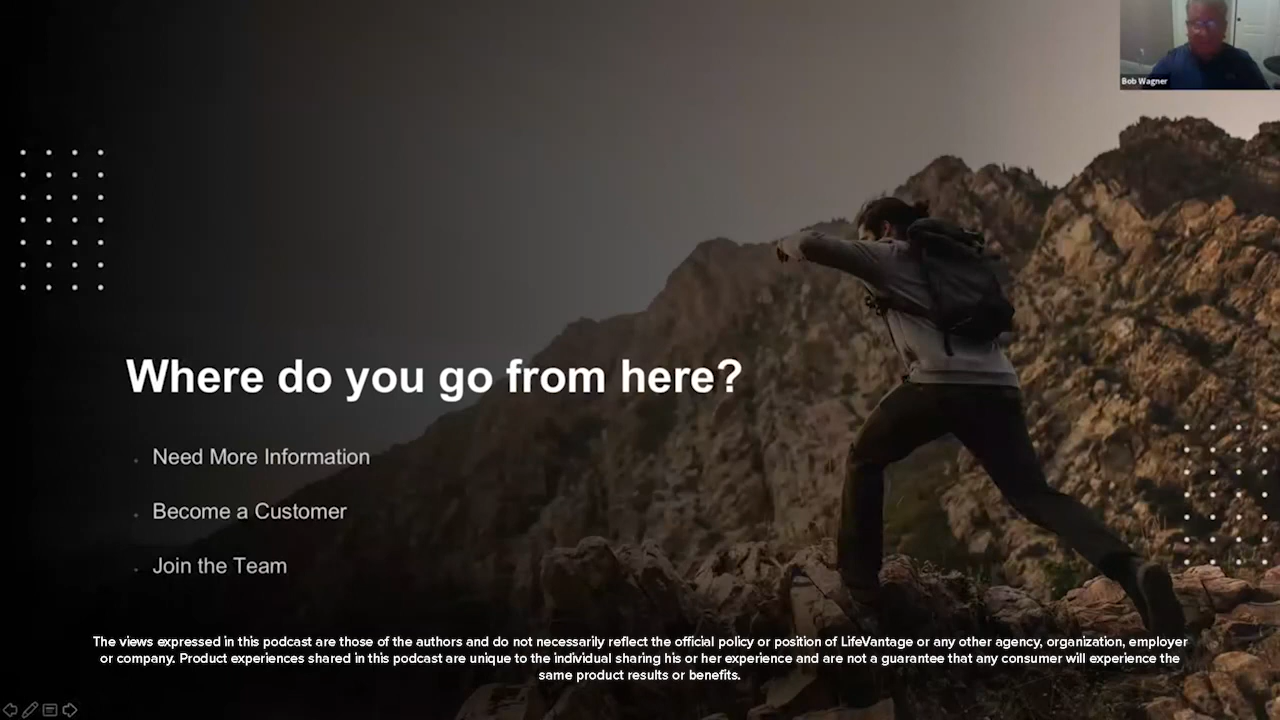 Bob Wagner
Where do you go from here?
Need More Information
Become a Customer
Join the Team
The views expressed in this podcast are those of the authors and do not necessarily reflect the official policy or position of LifeVantage or any other agency, organization, employer
or company. Product experiences shared in this podcast are unique to the individual sharing his or her experience and are not a guarantee that any consumer will experience the
same product results or benefits.